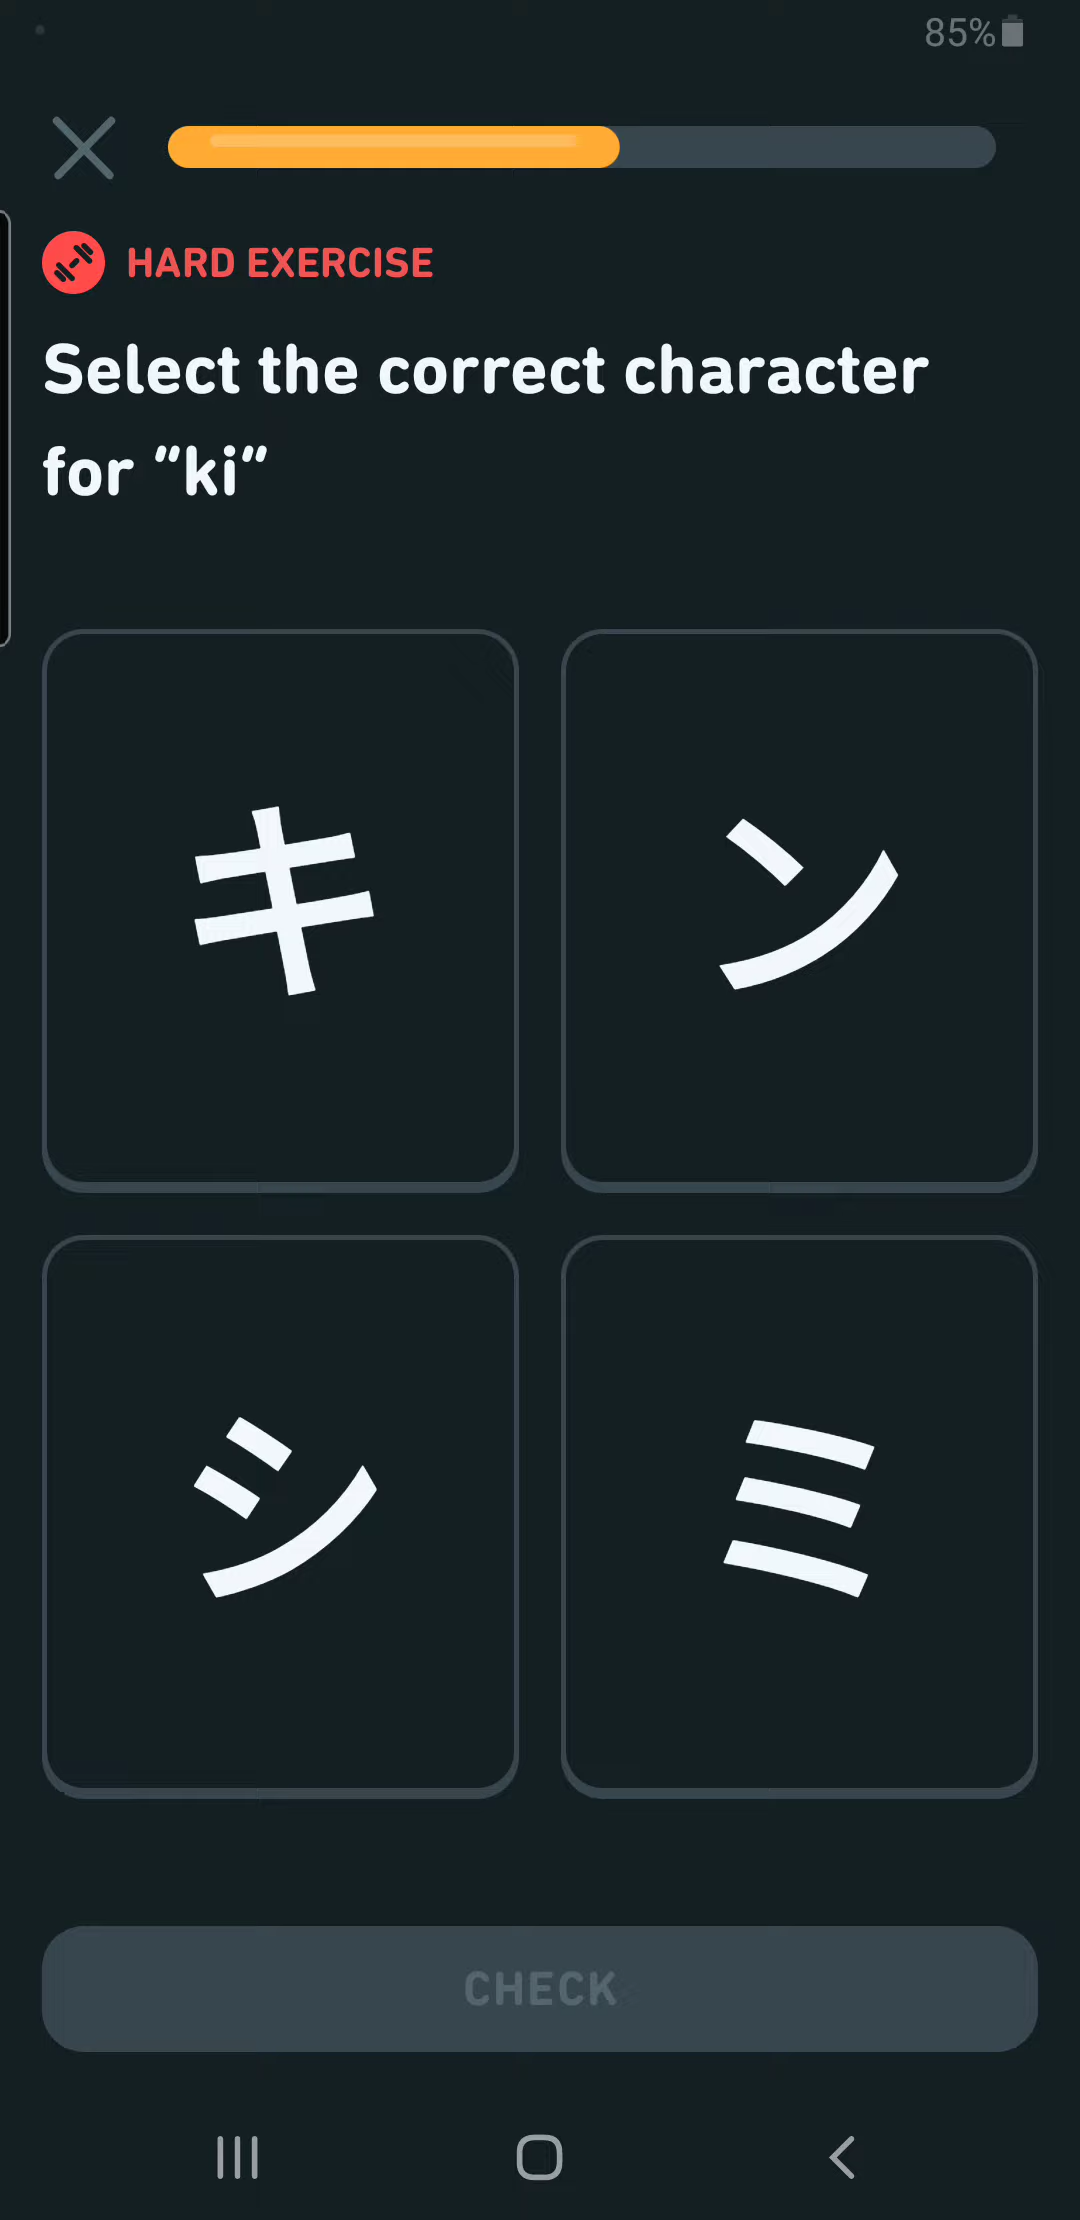 85%
HARD EXERCISE
Select the correct character
for "ki"
キ
ン
シ
ミ
CHECK